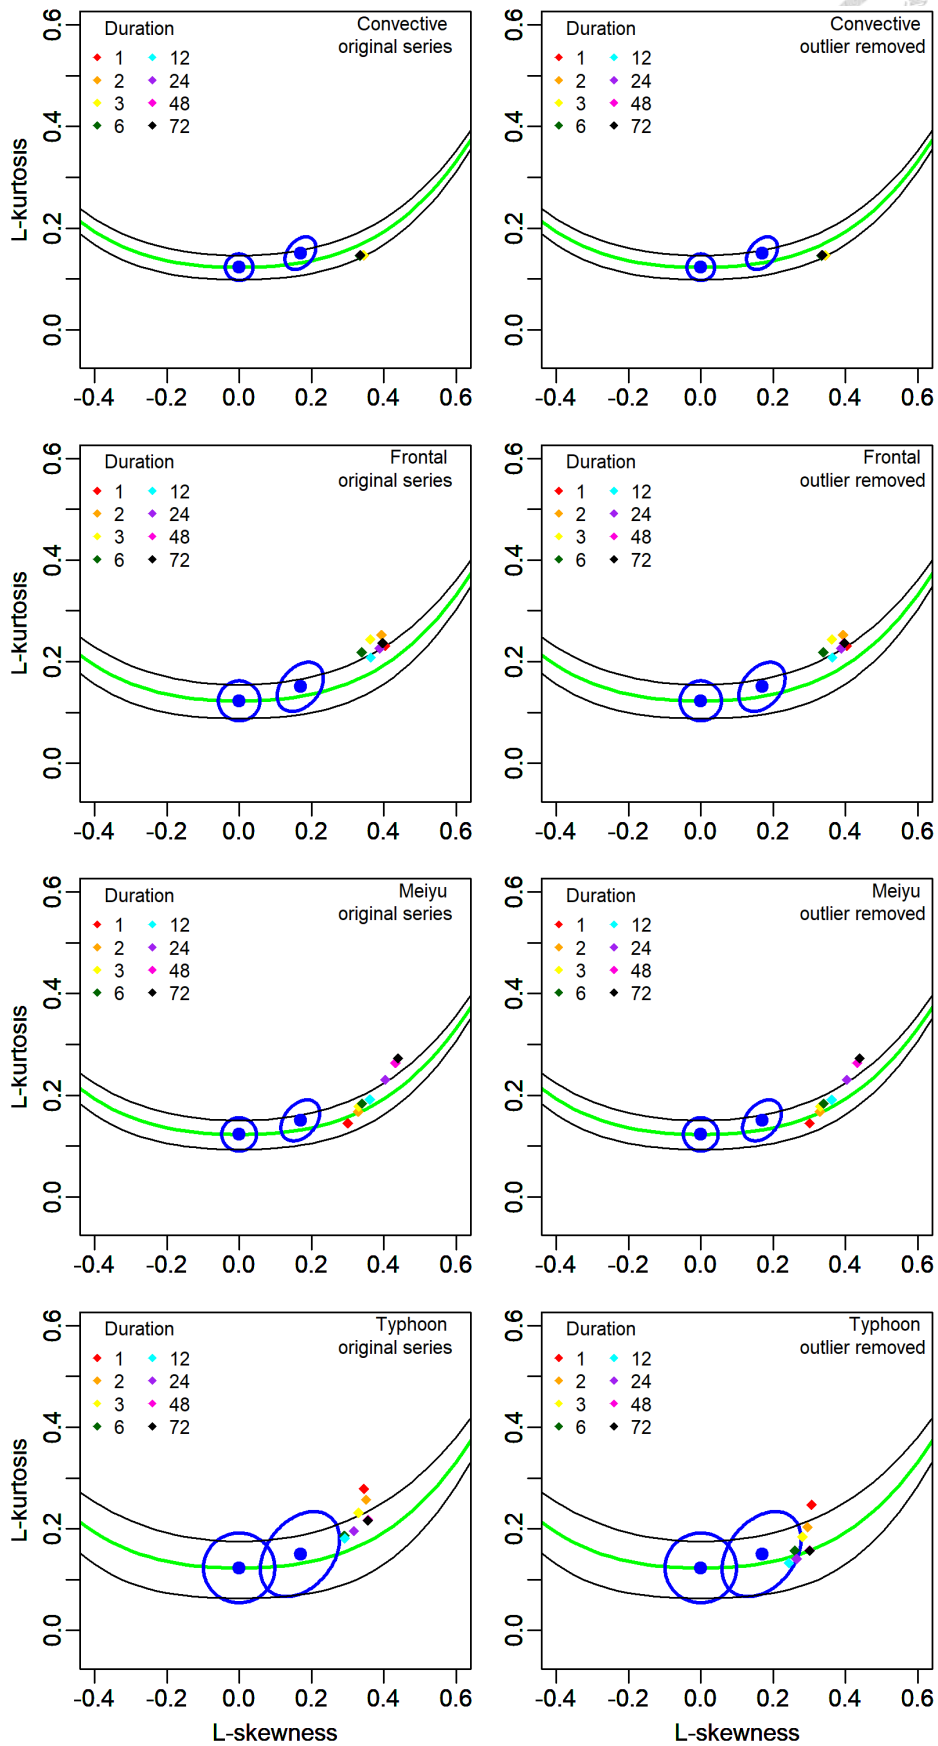 Duration
Convective
original series
1 12
2 24
3 48
6 72
L-kurtosis
0.0 0.2 0.4 0.6
-0.4 -0.2 0.0 0.2 0.4 0.6
Duration
Convective
outlier removed
1 12
2 24
3 48
6 72
0.0 0.2 0.4 0.6
-0.4 -0.2 0.0 0.2 0.4 0.6
Duration
Frontal
original series
1 12
2 24
3 48
6 72
L-kurtosis
0.0 0.2 0.4 0.6
-0.4 -0.2 0.0 0.2 0.4 0.6
Duration
Frontal
outlier removed
1 12
2 24
3 48
6 72
0.0 0.2 0.4 0.6
-0.4 -0.2 0.0 0.2 0.4 0.6
Duration
Meiyu
original series
1 12
2 24
3 48
6 72
L-kurtosis
0.0 0.2 0.4 0.6
-0.4 -0.2 0.0 0.2 0.4 0.6
Duration
Meiyu
outlier removed
1 12
2 24
3 48
6 72
0.0 0.2 0.4 0.6
-0.4 -0.2 0.0 0.2 0.4 0.6
Duration
Typhoon
original series
1 12
2 24
3 48
6 72
L-kurtosis
0.0 0.2 0.4 0.6
-0.4 -0.2 0.0 0.2 0.4 0.6
L-skewness
Duration
Typhoon
outlier removed
1 12
2 24
3 48
6 72
0.0 0.2 0.4 0.6
-0.4 -0.2 0.0 0.2 0.4 0.6
L-skewness